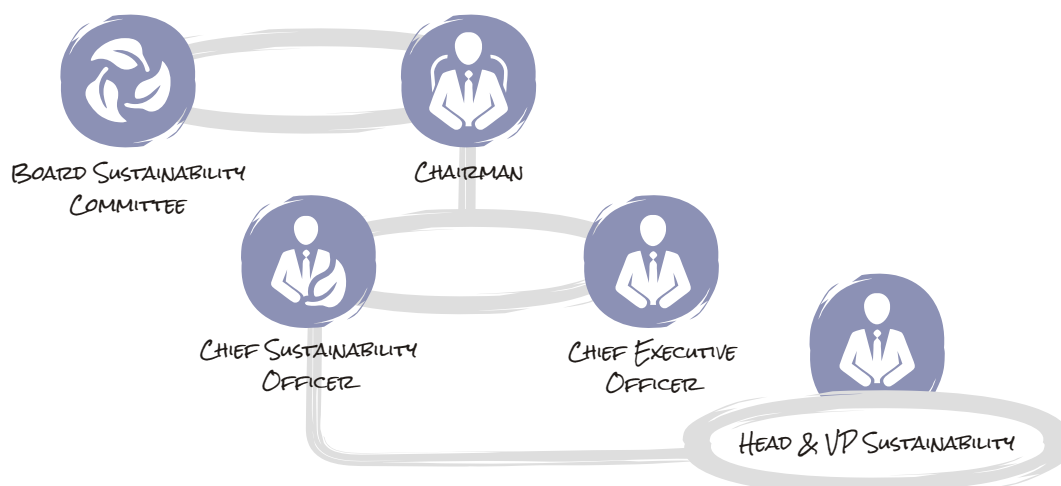 Board Sustainability
Committee
Chairman
Chief Sustainability
Officer
Chief Executive
Officer
Head & VP Sustainability